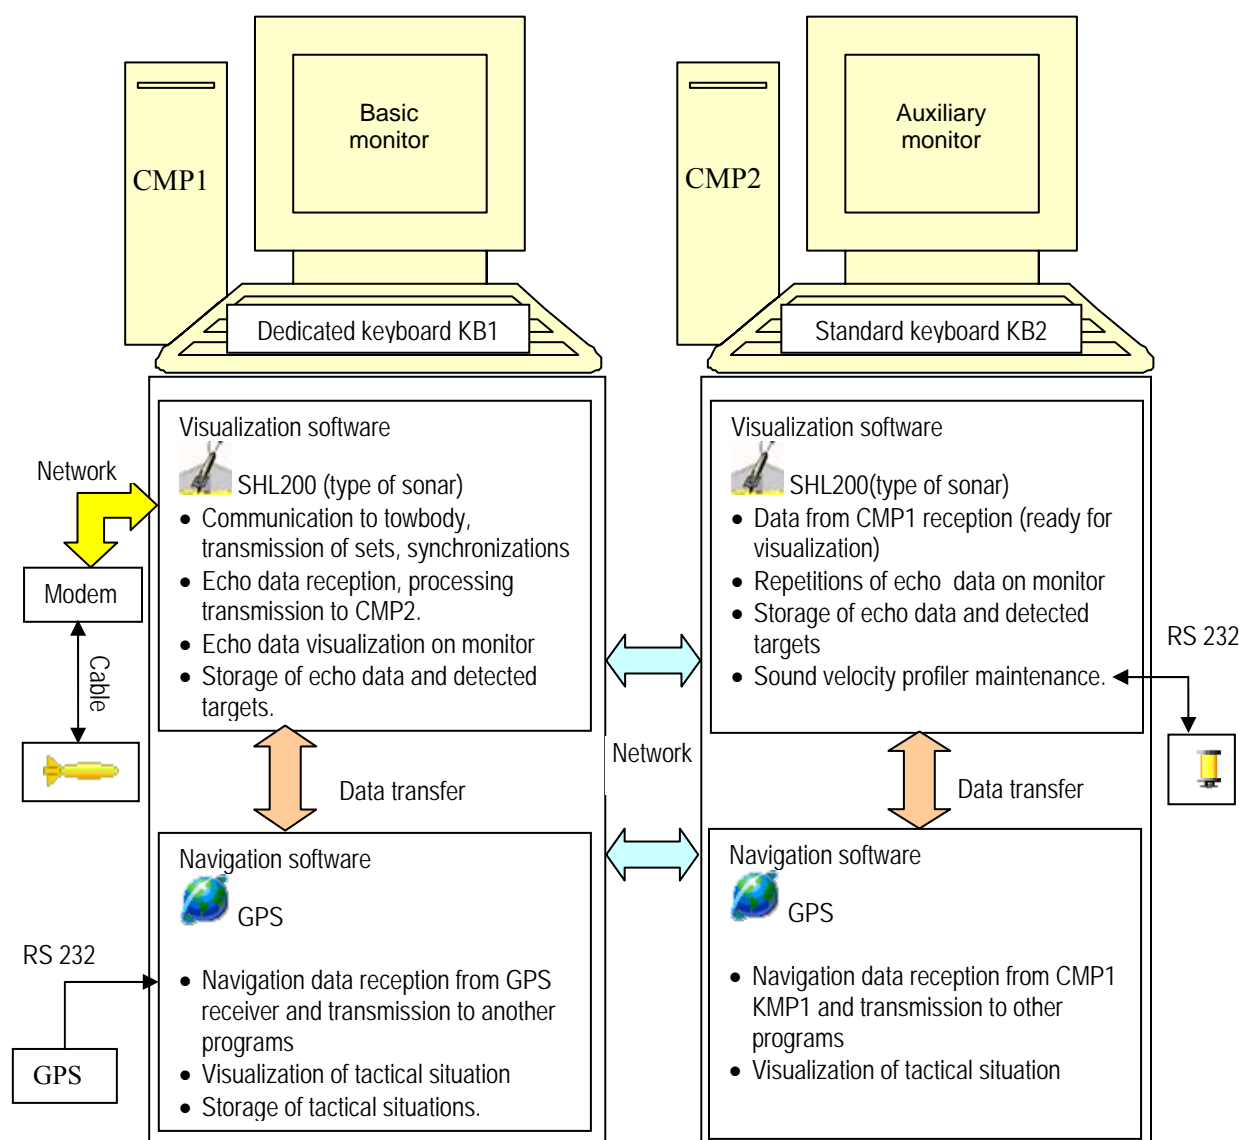 CMP1
Basic
monitor
Dedicated keyboard KB1
CMP2
Auxiliary
monitor
Standard keyboard KB2
Visualization software
SHL200 (type of sonar)
• Communication to towbody,
transmission of sets, synchronizations
• Echo data reception, processing
transmission to CMP2.
• Echo data visualization on monitor
• Storage of echo data and detected
targets.
Network
Modem
Cable
Visualization software
SHL200(type of sonar)
• Data from CMP1 reception (ready for
visualization)
• Repetitions of echo data on monitor
• Storage of echo data and detected
targets
• Sound velocity profiler maintenance.
RS 232
Data transfer
Network
Data transfer
Navigation software
GPS
• Navigation data reception from GPS
receiver and transmission to another
programs
• Visualization of tactical situation
• Storage of tactical situations.
RS 232
GPS
Navigation software
GPS
• Navigation data reception from CMP1
KMP1 and transmission to other
programs
• Visualization of tactical situation